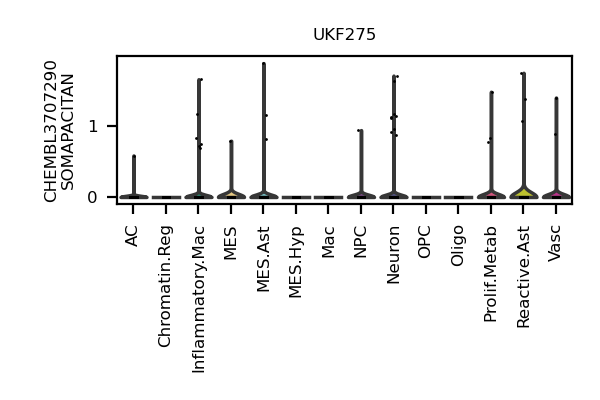 UKF275
CHEMBL3707290
SOMAPACITAN
1
0
AC
Chromatin.Reg
Inflammatory.Mac
MES
MES.Ast
MES.Hyp
Mac
NPC
Neuron
OPC
Oligo
Prolif.Metab
Reactive.Ast
Vasc